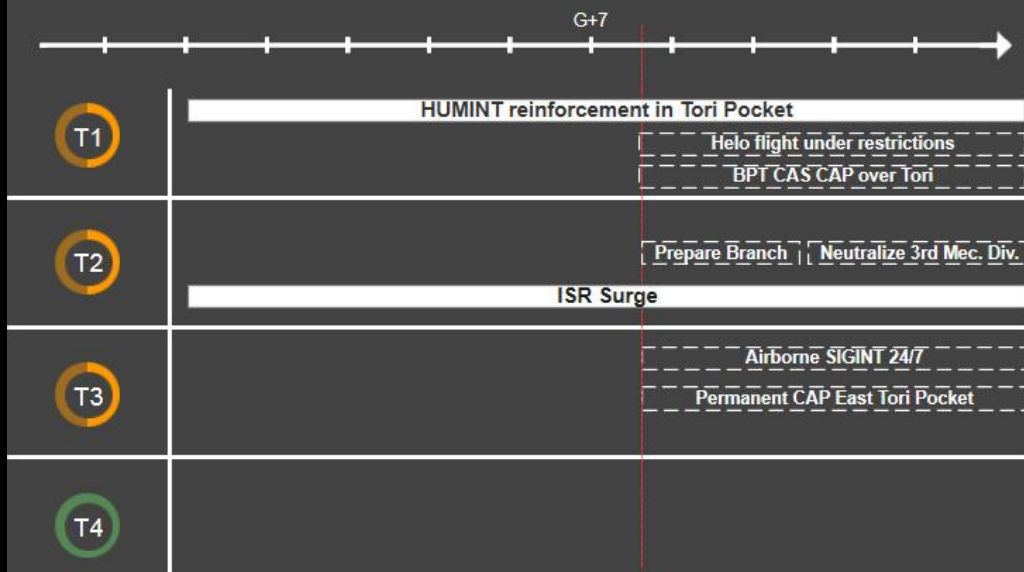 G+7
T1
HUMINT reinforcement in Tori Pocket
Helo flight under restrictions
BPT CAS CAP over Tori
T2
Prepare Branch
Neutralize 3rd Mec. Div.
ISR Surge
T3
Airborne SIGINT 24/7
Permanent CAP East Tori Pocket
T4